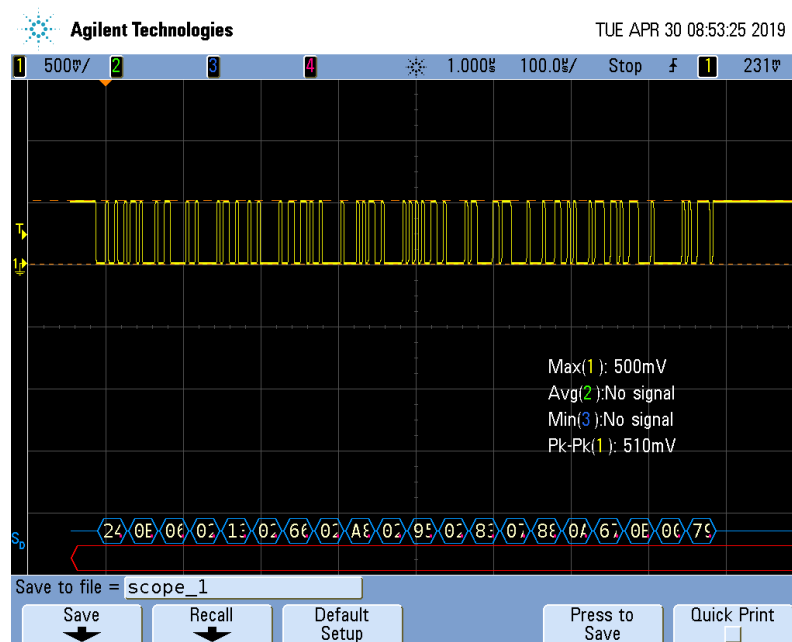 Agilent Technologies TUE APR 30 08:53:25 2019
1 500mV/ 2 3 4 1.000s 100.0s/ Stop 1 231mV
T
1
Max(1): 500mV
Avg(2):No signal
Min(3):No signal
Pk-Pk(1): 510mV
SD 24 0E 06 02 13 02 66 02 A8 02 95 02 83 07 88 0A 67 0B 00 79
Save to file = scope_1
Save Recall Default Setup Press to Save Quick Print